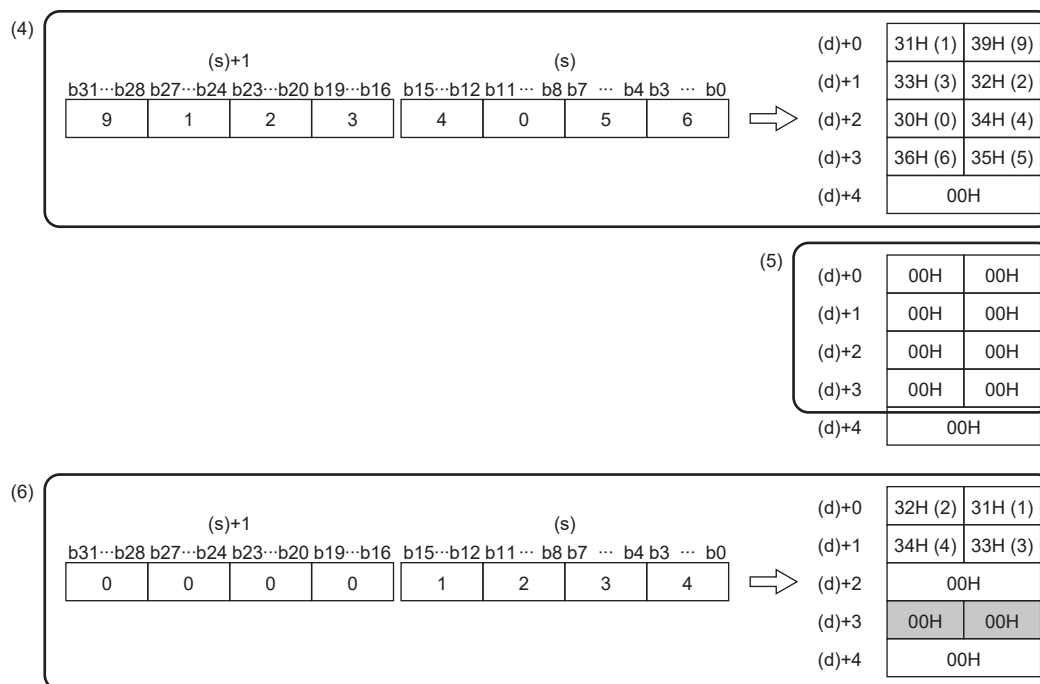 (4)
(s)+1 (s)
b31···b28 b27···b24 b23···b20 b19···b16 b15···b12 b11 ··· b8 b7 ··· b4 b3 ··· b0
9 1 2 3 4 0 5 6
(d)+0 31H (1) 39H (9)
(d)+1 33H (3) 32H (2)
(d)+2 30H (0) 34H (4)
(d)+3 36H (6) 35H (5)
(d)+4 00H
(5)
(d)+0 00H 00H
(d)+1 00H 00H
(d)+2 00H 00H
(d)+3 00H 00H
(d)+4 00H
(6)
(s)+1 (s)
b31···b28 b27···b24 b23···b20 b19···b16 b15···b12 b11 ··· b8 b7 ··· b4 b3 ··· b0
0 0 0 0 1 2 3 4
(d)+0 32H (2) 31H (1)
(d)+1 34H (4) 33H (3)
(d)+2 00H
(d)+3 00H 00H
(d)+4 00H